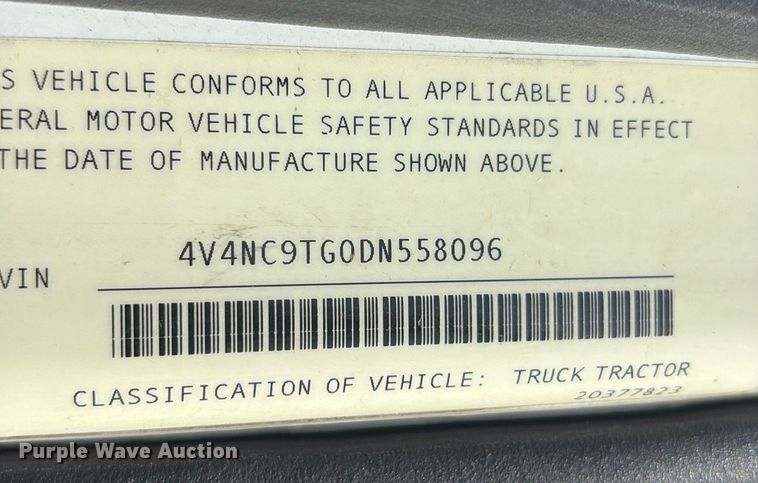 S VEHICLE CONFORMS TO ALL APPLICABLE U.S.A.
ERAL MOTOR VEHICLE SAFETY STANDARDS IN EFFECT
THE DATE OF MANUFACTURE SHOWN ABOVE.
4V4NC9TG0DN558096
VIN
CLASSIFICATION OF VEHICLE: TRUCK TRACTOR
20377823
Purple Wave Auction